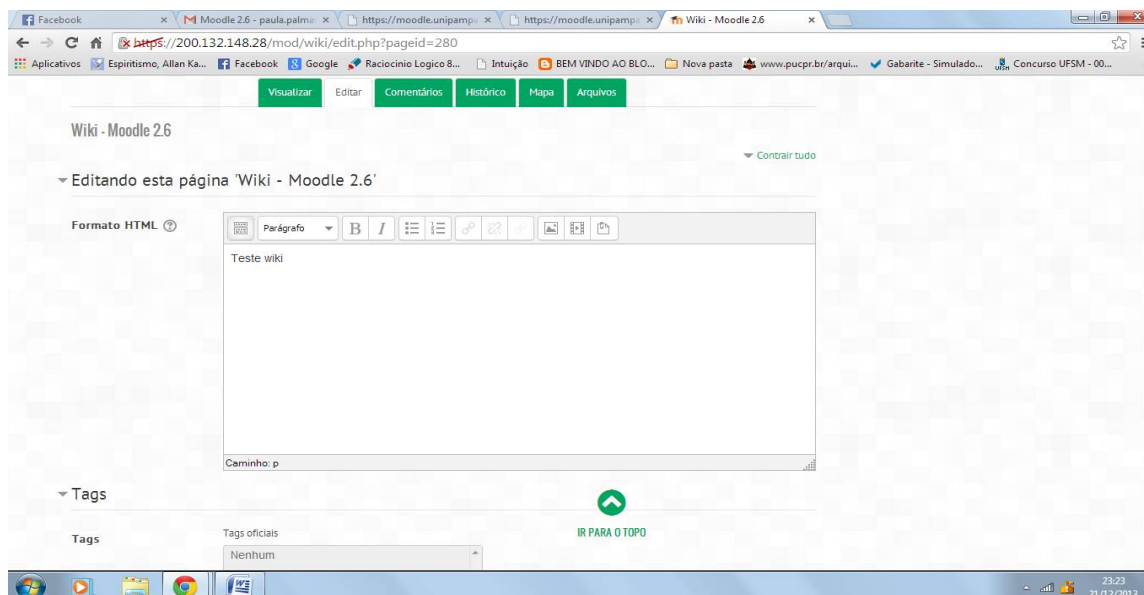 Facebook
Moodle 2.6 - paula.palma
https://moodle.unipampa
https://moodle.unipampa
Wiki - Moodle 2.6
https://200.132.148.28/mod/wiki/edit.php?pageid=280
Aplicativos Espiritismo, Allan Ka... Facebook Google Raciocinio Logico 8... Intuição BEM VINDO AO BLO... Nova pasta www.pucpr.br/arqui... Gabarite - Simulado... Concurso UFSM - 00...
Visualizar Editar Comentários Histórico Mapa Arquivos
Wiki - Moodle 2.6
Contrair tudo
Editando esta página 'Wiki - Moodle 2.6'
Formato HTML
Parágrafo B I
Teste wiki
Caminho: p
Tags
IR PARA O TOPO
Tags
Tags oficiais
Nenhum
23:23
21/12/2013